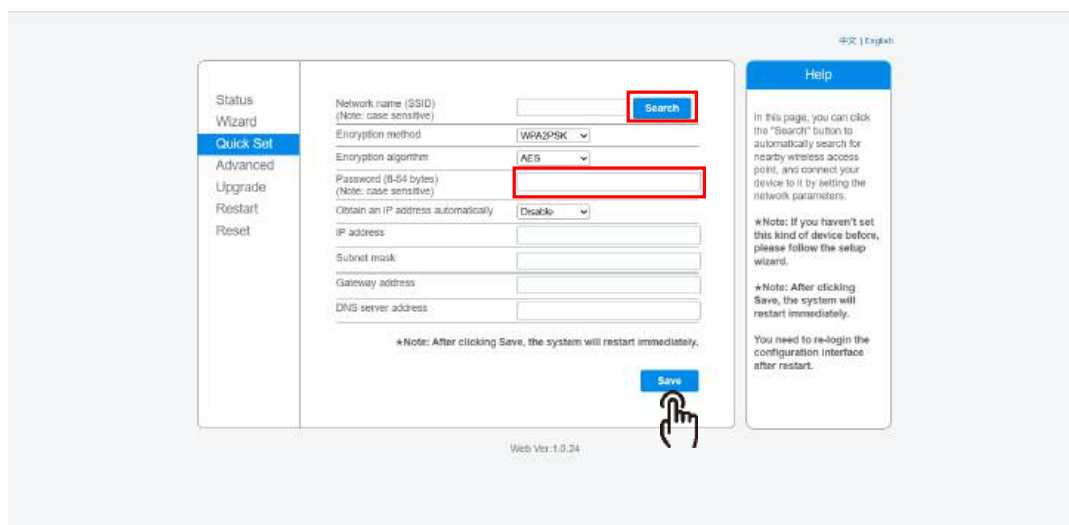 中文 | English
Help
Status
Wizard
Quick Set
Advanced
Upgrade
Restart
Reset
Network name (SSID)
(Note: case sensitive)
Search
Encryption method
WPA2PSK
Encryption algorithm
AES
Password (8-64 bytes)
(Note: case sensitive)
Obtain an IP address automatically
Disable
IP address
Subnet mask
Gateway address
DNS server address
★Note: After clicking Save, the system will restart immediately.
Save
In this page, you can click
the "Search" button to
automatically search for
nearby wireless access
point, and connect your
device to it by setting the
network parameters.
★Note: If you haven't set
this kind of device before,
please follow the setup
wizard.
★Note: After clicking
Save, the system will
restart immediately.
You need to re-login the
configuration interface
after restart.
Web Ver:1.0.24